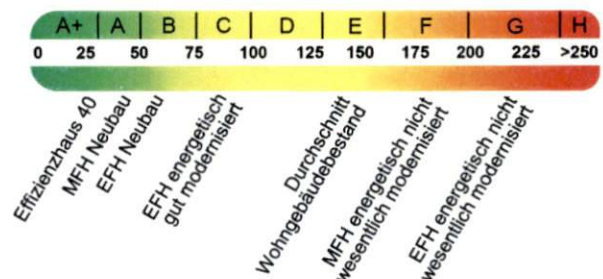 A+ A B C D E F G H
0 25 50 75 100 125 150 175 200 225 >250
Effizienzhaus 40
MFH Neubau
EFH Neubau
EFH energetisch
gut modernisiert
Durchschnitt
Wohngebäudebestand
MFH energetisch nicht
wesentlich modernisiert
EFH energetisch nicht
wesentlich modernisiert